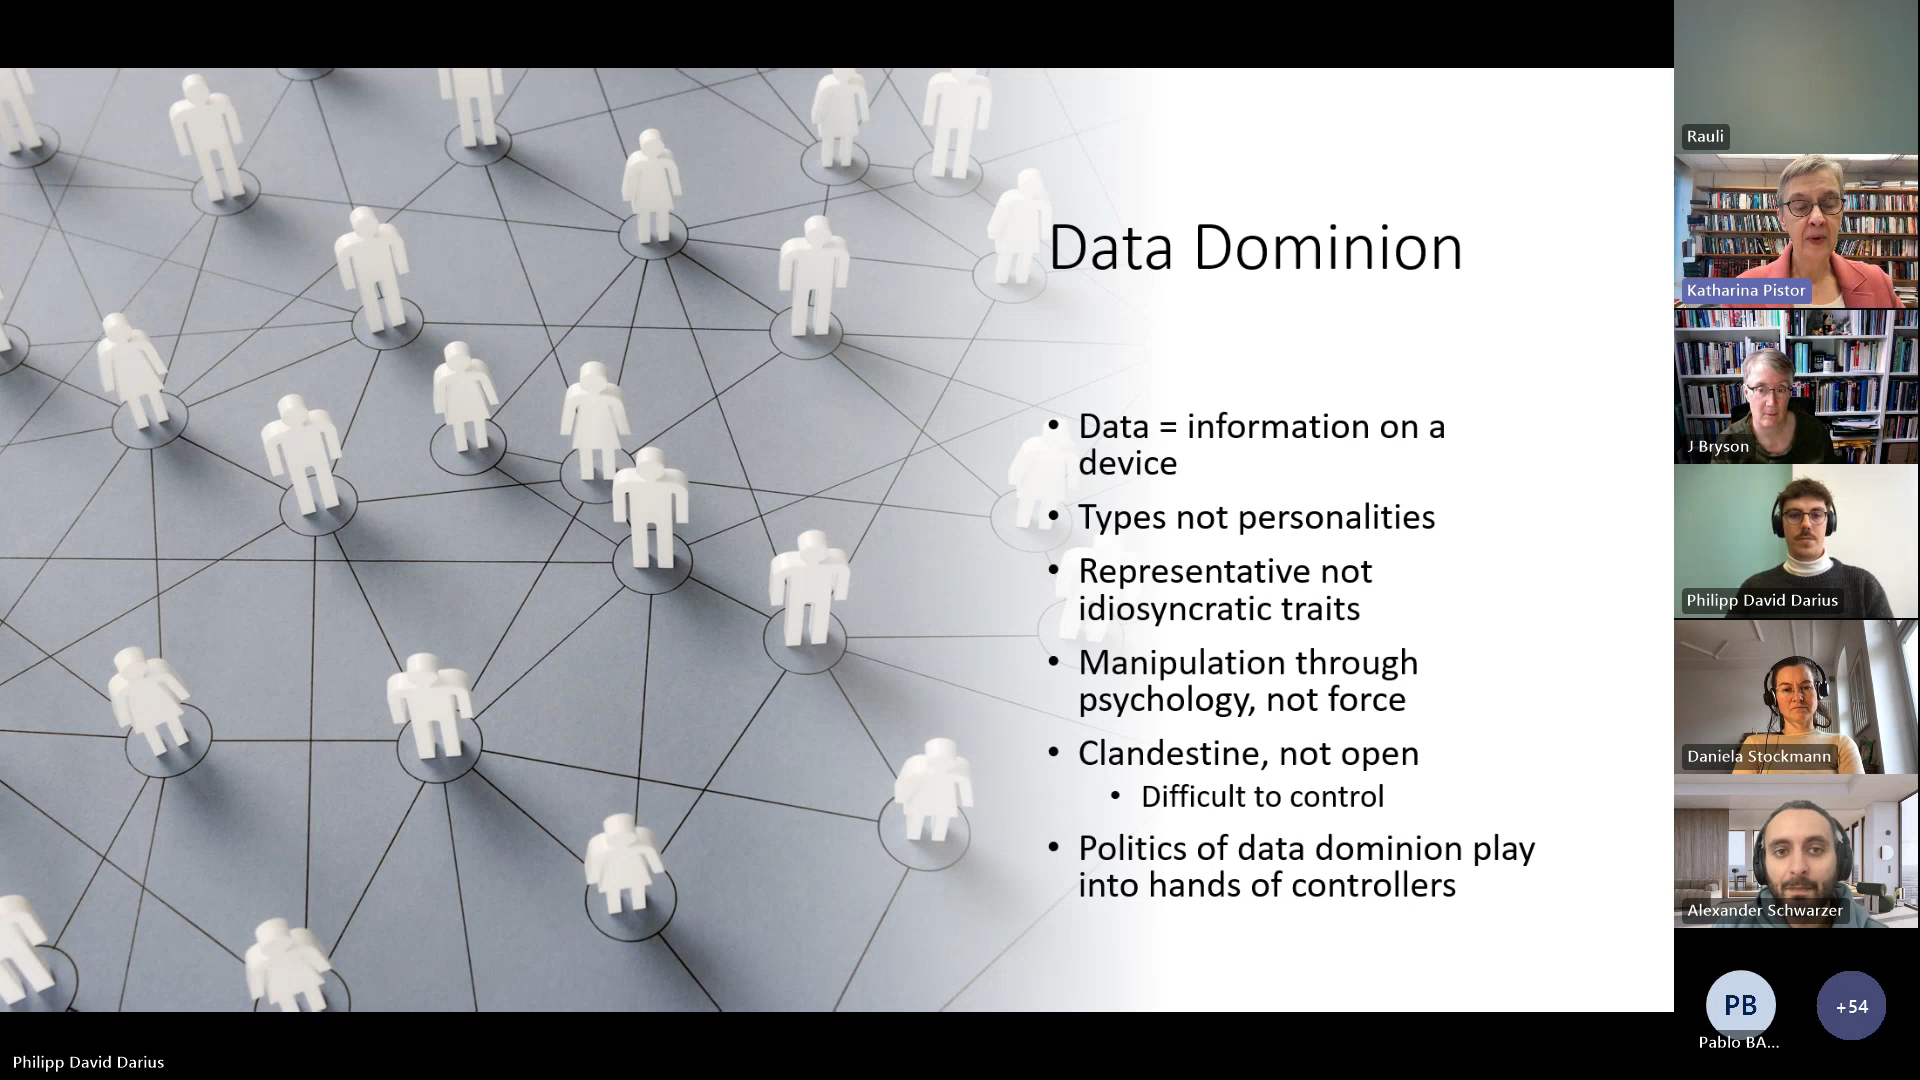 Data Dominion
• Data = information on a
device
• Types not personalities
• Representative not
idiosyncratic traits
• Manipulation through
psychology, not force
• Clandestine, not open
• Difficult to control
• Politics of data dominion play
into hands of controllers
Rauli
Katharina Pistor
J Bryson
Philipp David Darius
Daniela Stockmann
Alexander Schwarzer
PB
+54
Pablo BA...
Philipp David Darius